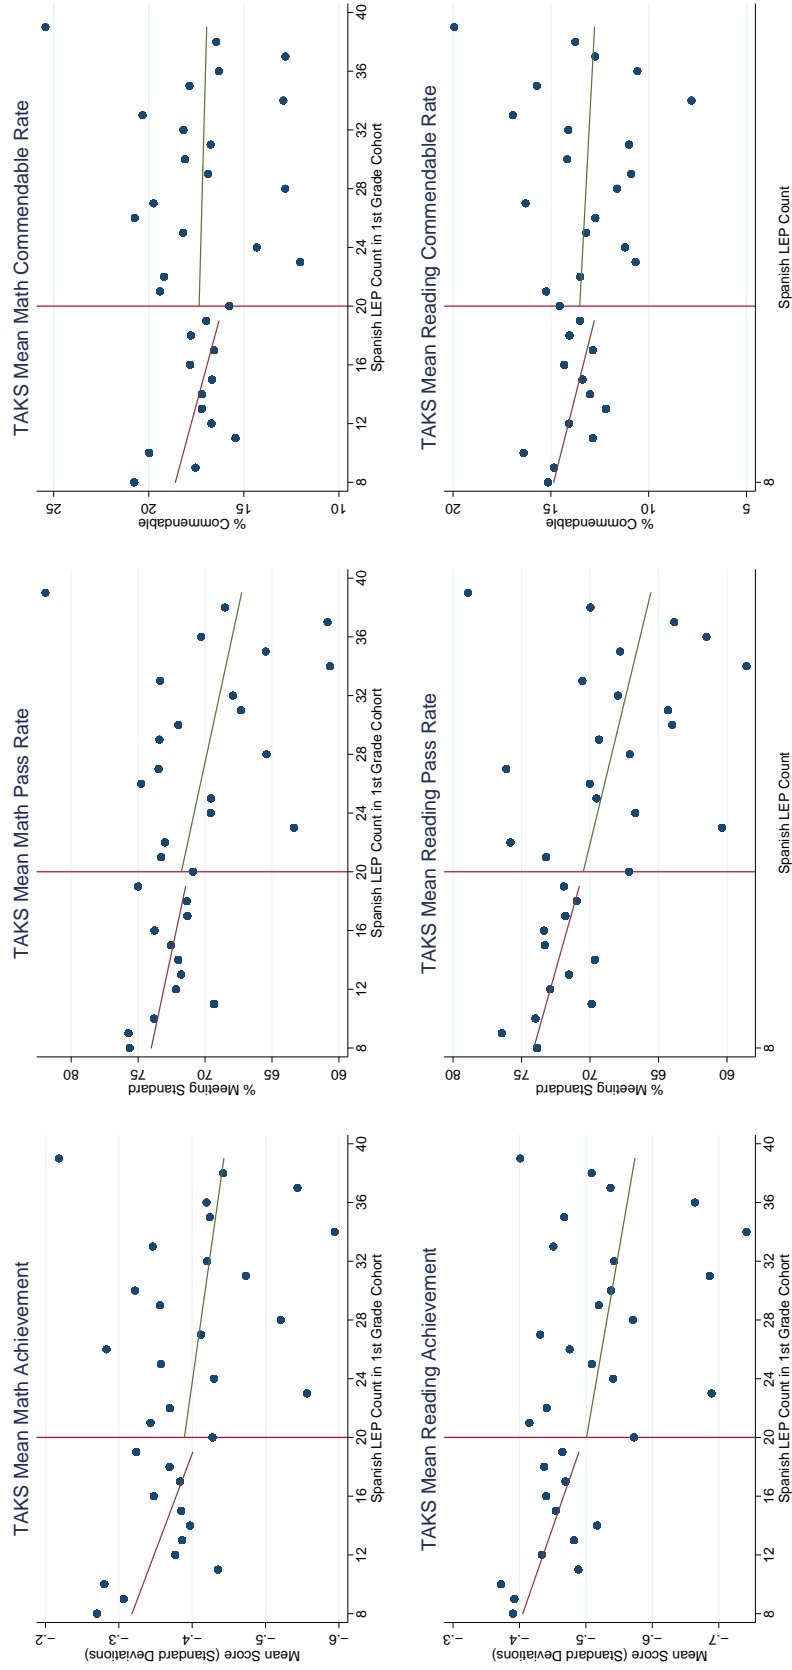 TAKS Mean Math Achievement
Mean Score (Standard Deviations)
-.2
-.3
-.4
-.5
-.6
8 12 16 20 24 28 32 36 40
Spanish LEP Count in 1st Grade Cohort
TAKS Mean Math Pass Rate
% Meeting Standard
80
75
70
65
60
8 12 16 20 24 28 32 36 40
Spanish LEP Count in 1st Grade Cohort
TAKS Mean Math Commendable Rate
% Commendable
25
20
15
10
8 12 16 20 24 28 32 36 40
Spanish LEP Count in 1st Grade Cohort
TAKS Mean Reading Achievement
Mean Score (Standard Deviations)
-.3
-.4
-.5
-.6
-.7
8 12 16 20 24 28 32 36 40
Spanish LEP Count in 1st Grade Cohort
TAKS Mean Reading Pass Rate
% Meeting Standard
80
75
70
65
60
8
Spanish LEP Count
TAKS Mean Reading Commendable Rate
% Commendable
20
15
10
5
8
Spanish LEP Count